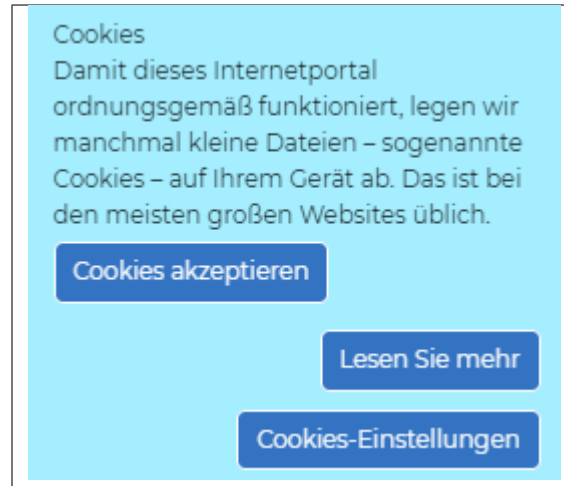 Cookies
Damit dieses Internetportal
ordnungsgemäß funktioniert, legen wir
manchmal kleine Dateien – sogenannte
Cookies – auf Ihrem Gerät ab. Das ist bei
den meisten großen Websites üblich.
Cookies akzeptieren
Lesen Sie mehr
Cookies-Einstellungen